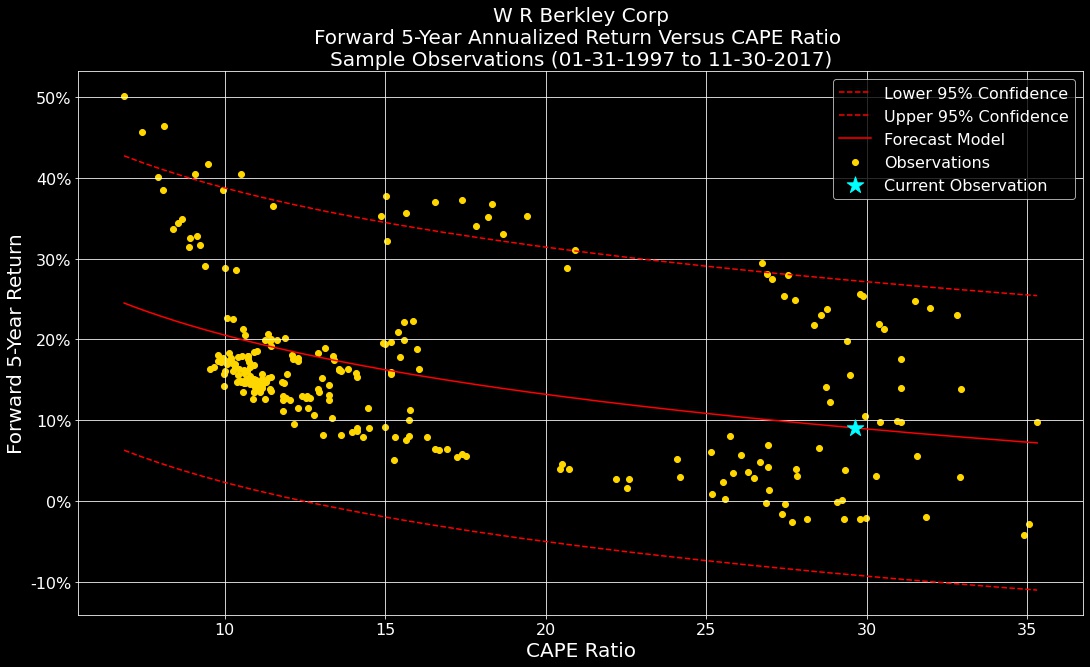 W R Berkley Corp
Forward 5-Year Annualized Return Versus CAPE Ratio
Sample Observations (01-31-1997 to 11-30-2017)
Lower 95% Confidence
Upper 95% Confidence
Forecast Model
Observations
Current Observation
Forward 5-Year Return
50%
40%
30%
20%
10%
0%
-10%
10 15 20 25 30 35
CAPE Ratio